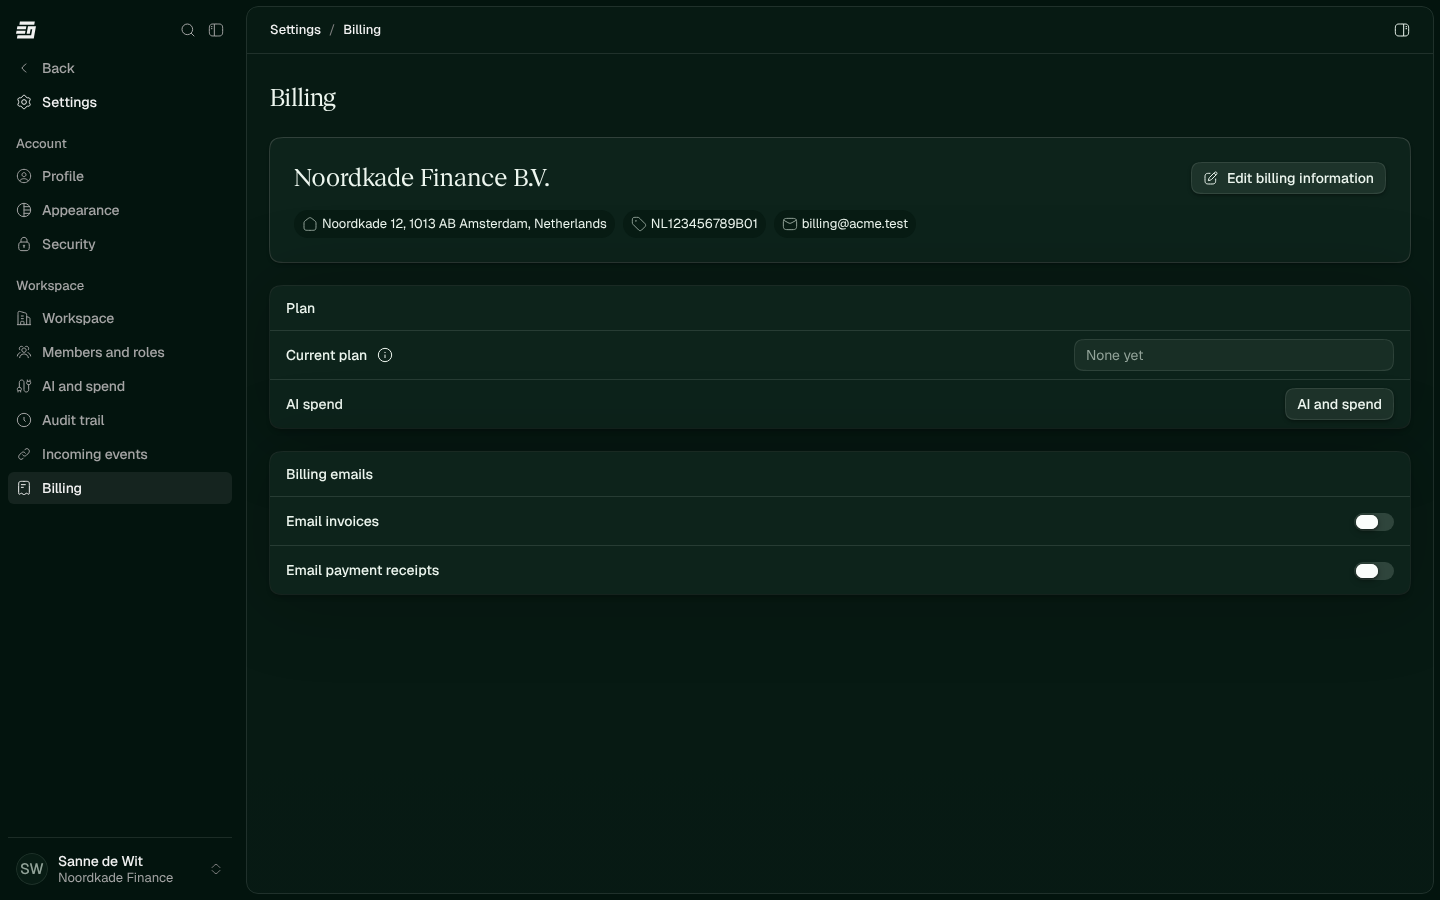 Back
Settings
Account
Profile
Appearance
Security
Workspace
Workspace
Members and roles
AI and spend
Audit trail
Incoming events
Billing
SW
Sanne de Wit
Noordkade Finance
Settings / Billing
Billing
Noordkade Finance B.V.
Edit billing information
Noordkade 12, 1013 AB Amsterdam, Netherlands
NL123456789B01
billing@acme.test
Plan
Current plan
None yet
AI spend
AI and spend
Billing emails
Email invoices
Email payment receipts